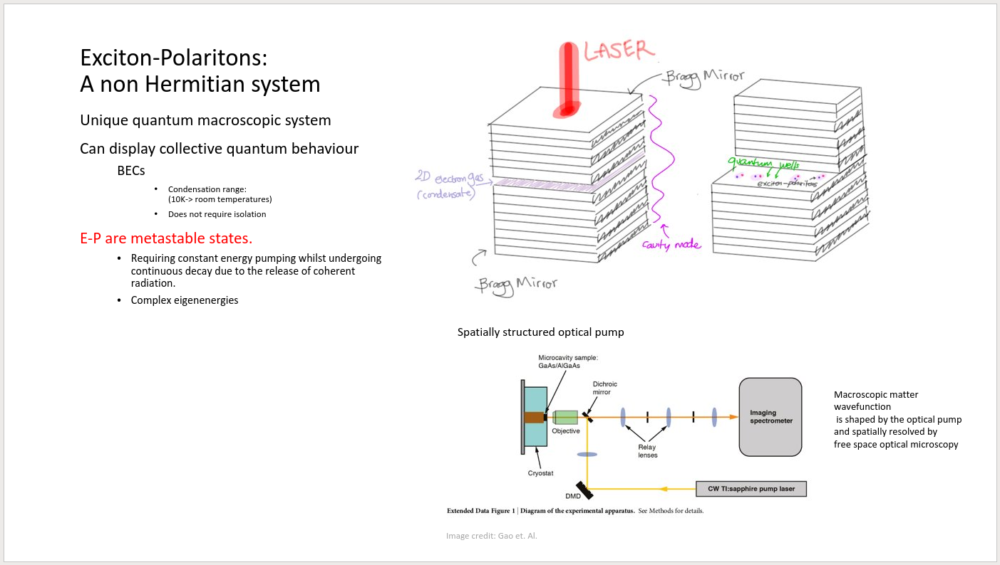 Exciton-Polaritons:
A non Hermitian system
Unique quantum macroscopic system
Can display collective quantum behaviour
BECs
• Condensation range:
(10K-> room temperatures)
• Does not require isolation
E-P are metastable states.
• Requiring constant energy pumping whilst undergoing
continuous decay due to the release of coherent
radiation.
• Complex eigenenergies
LASER
Bragg Mirror
2D electron gas
(condensate)
cavity mode
Bragg Mirror
quantum wells
exciton-polaritons
Spatially structured optical pump
Microcavity sample:
GaAs/AlGaAs
Dichroic
mirror
Objective
Relay
lenses
Imaging
spectrometer
Cryostat
DMD
CW TI:sapphire pump laser
Extended Data Figure 1 | Diagram of the experimental apparatus. See Methods for details.
Image credit: Gao et. Al.
Macroscopic matter
wavefunction
is shaped by the optical pump
and spatially resolved by
free space optical microscopy